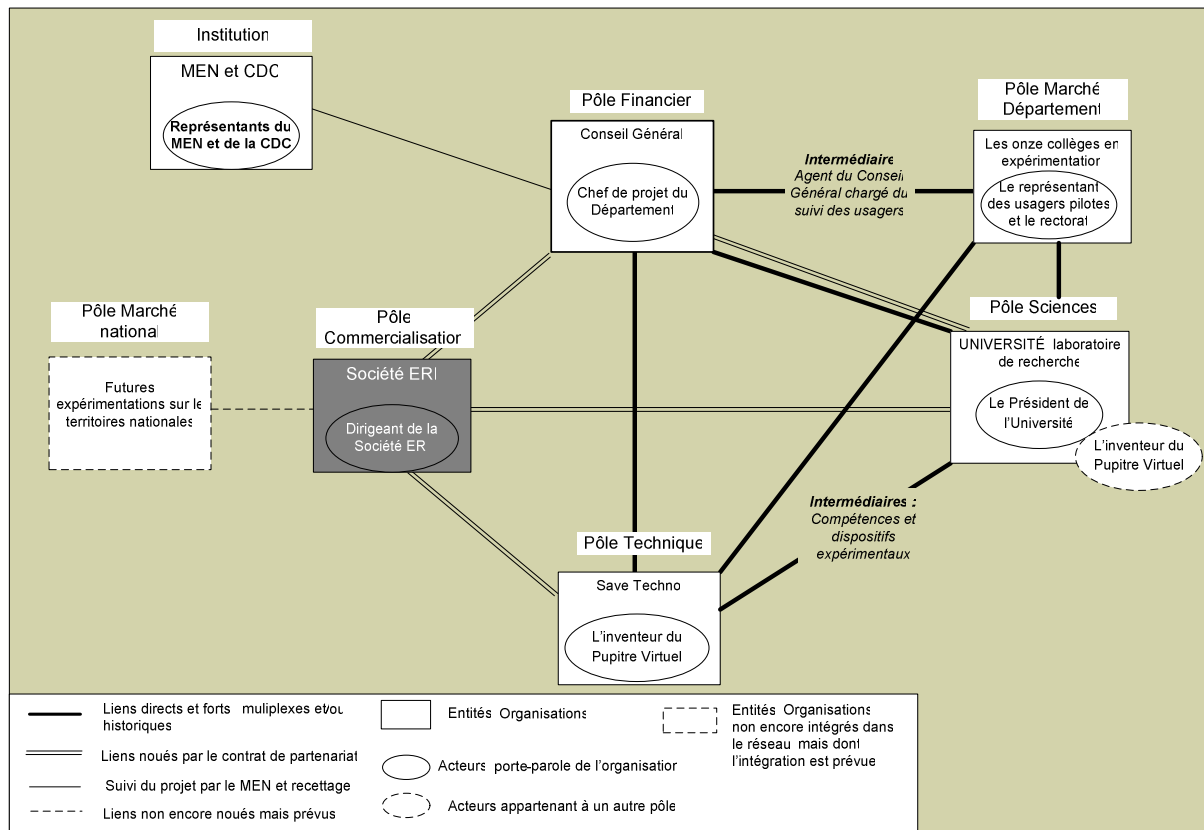 Institution
MEN et CDC
Représentants du
MEN et de la CDC
Pôle Financier
Conseil Général
Chef de projet du
Département
Intermédiaire
Agent du Conseil
Général chargé du
suivi des usagers
Pôle Marché
Département
Les onze collèges en
expérimentation
Le représentant
des usagers pilotes
et le rectorat
Pôle Marché
national
Futures
expérimentations sur le
territoires nationales
Pôle
Commercialisation
Société ERI
Dirigeant de la
Société ER
Pôle Sciences
UNIVERSITÉ laboratoire
de recherche
Le Président de
l'Université
L'inventeur du
Pupitre Virtuel
Intermédiaires :
Compétences et
dispositifs
expérimentaux
Pôle Technique
Save Techno
L'inventeur du
Pupitre Virtuel
Liens directs et forts muliplexes et/ou
historiques
Liens noués par le contrat de partenariat
Suivi du projet par le MEN et recettage
Liens non encore noués mais prévus
Entités Organisations
Acteurs porte-parole de l'organisation
Acteurs appartenant à un autre pôle
Entités Organisations
non encore intégrés dans
le réseau mais dont
l'intégration est prévue